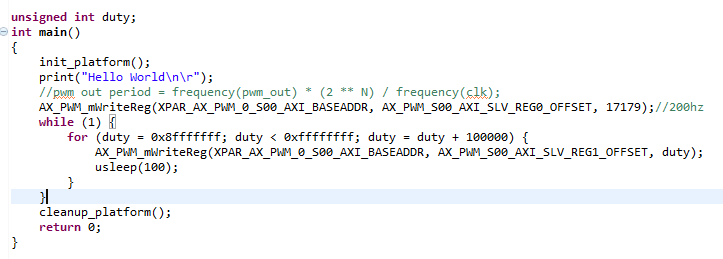 unsigned int duty;
int main()
{
    init_platform();
    print("Hello World\n\r");
    //pwm out period = frequency(pwm_out) * (2 ** N) / frequency(clk);
    AX_PWM_mWriteReg(XPAR_AX_PWM_0_S00_AXI_BASEADDR, AX_PWM_S00_AXI_SLV_REG0_OFFSET, 17179);//200hz
    while (1) {
        for (duty = 0x8fffffff; duty < 0xffffffff; duty = duty + 100000) {
            AX_PWM_mWriteReg(XPAR_AX_PWM_0_S00_AXI_BASEADDR, AX_PWM_S00_AXI_SLV_REG1_OFFSET, duty);
            usleep(100);
        }
    }
    cleanup_platform();
    return 0;
}